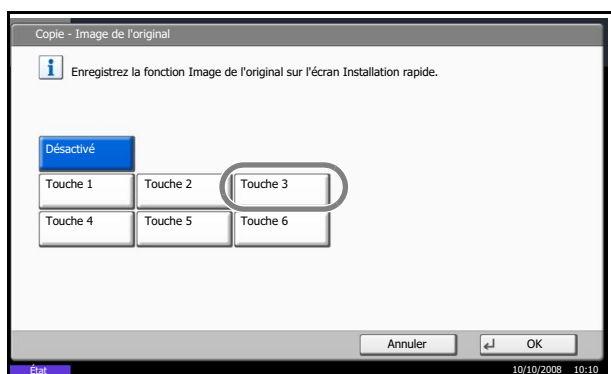 Copie - Image de l'original
Enregistrez la fonction Image de l'original sur l'écran Installation rapide.
Désactivé
Touche 1 Touche 2 Touche 3
Touche 4 Touche 5 Touche 6
Annuler OK
État 10/10/2008 10:10